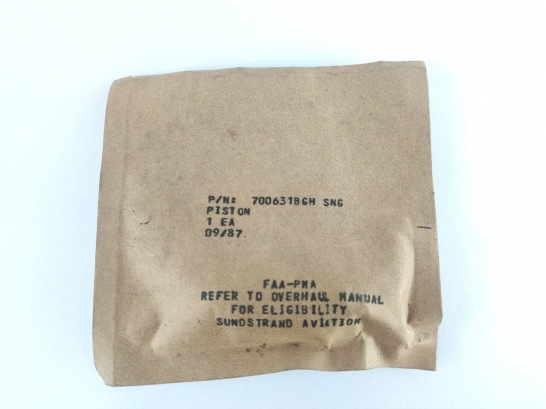 P/N: 700631BGH SNG
PISTON
1 EA
09/87.
FAA-PMA
REFER TO OVERHAUL MANUAL
FOR ELIGIBILITY
SUNDSTRAND AVIATION